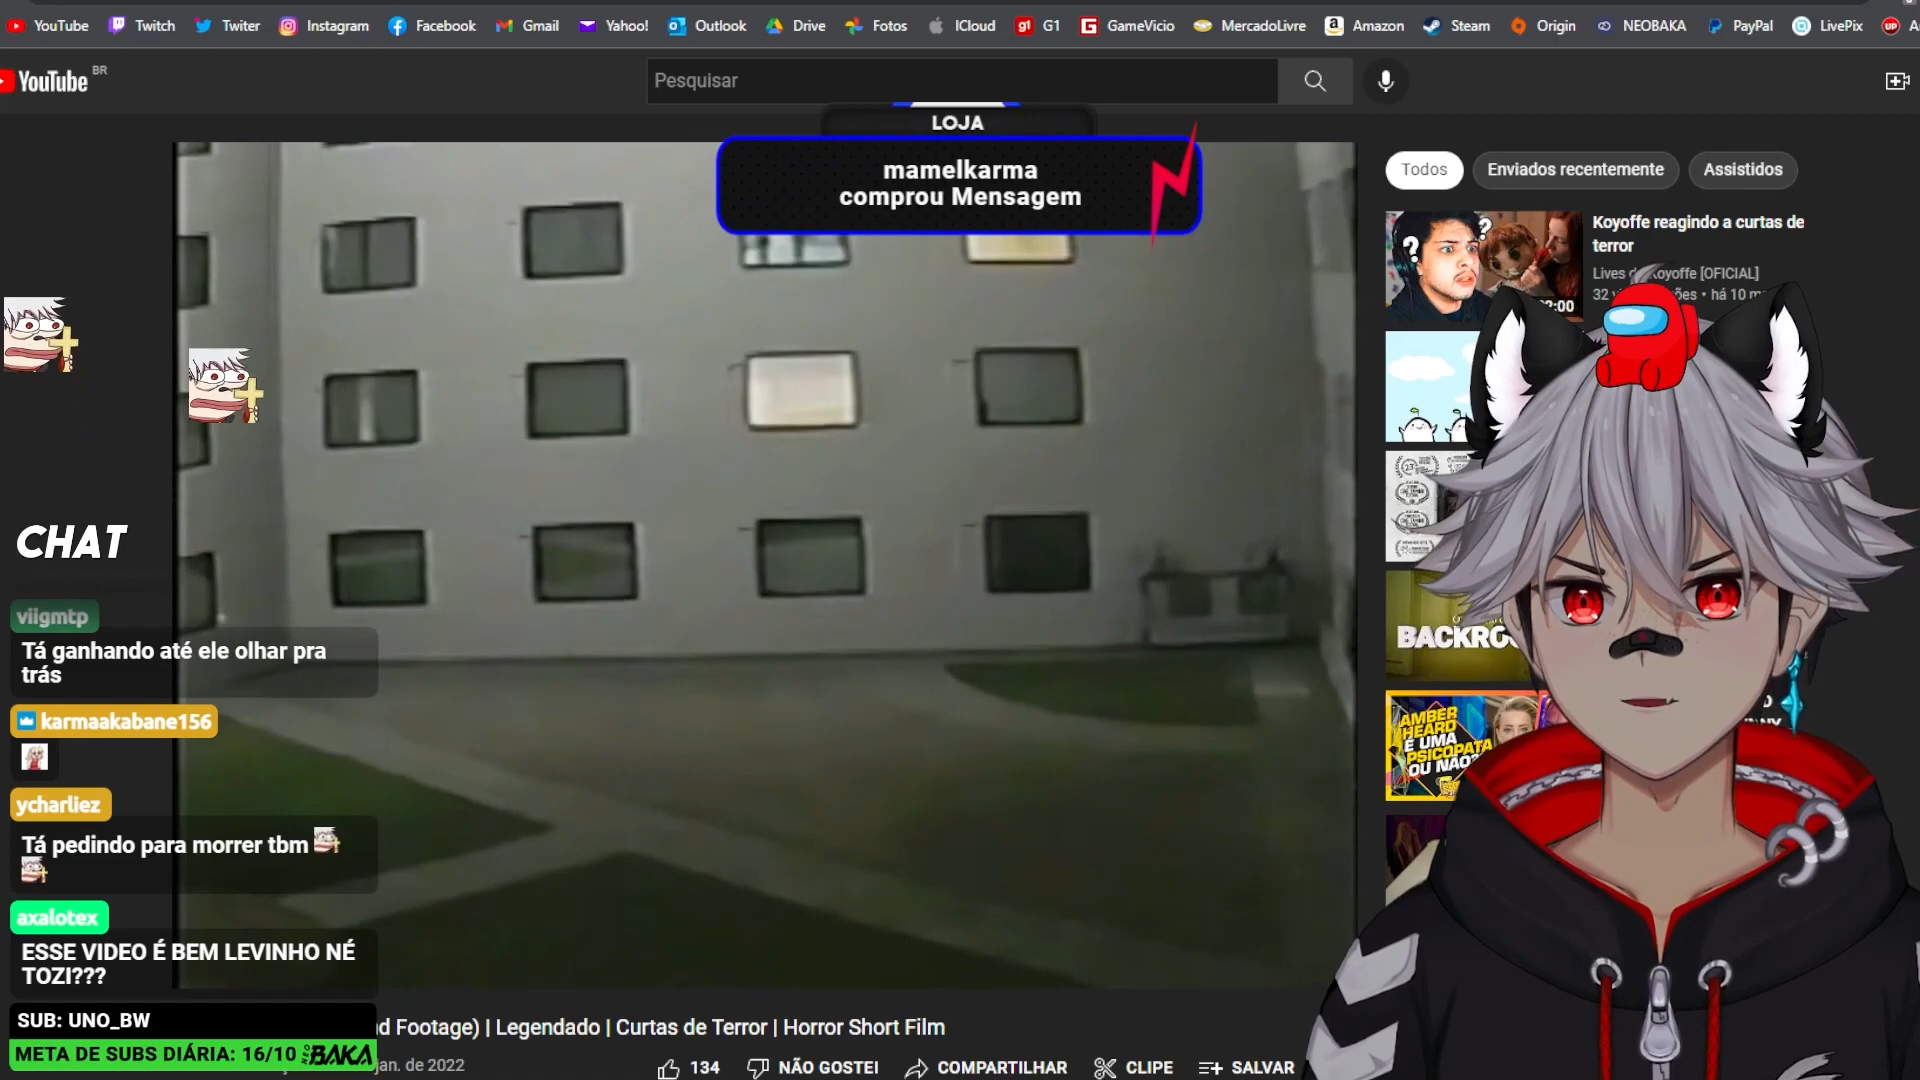 YouTube
Twitch
Twiter
Instagram
Facebook
Gmail
Yahoo!
Outlook
Drive
Fotos
ICloud
G1
GameVicio
MercadoLivre
Amazon
Steam
Origin
NEOBAKA
PayPal
LivePix
YouTube BR
Pesquisar
LOJA
mamelkarma
comprou Mensagem
Todos
Enviados recentemente
Assistidos
Koyoffe reagindo a curtas de
terror
[OFICIAL]
AMBER
HEARD
É UMA
PSICOPATA
OU NÃO?
CHAT
viigmtp
Tá ganhando até ele olhar pra
trás
karmaakabane156
ycharliez
Tá pedindo para morrer tbm
axalotex
ESSE VIDEO É BEM LEVINHO NÉ
TOZI???
SUB: UNO_BW
META DE SUBS DIÁRIA: 16/10
NEOBAKA
d Footage) | Legendado | Curtas de Terror | Horror Short Film
jan. de 2022
134
NÃO GOSTEI
COMPARTILHAR
CLIPE
SALVAR